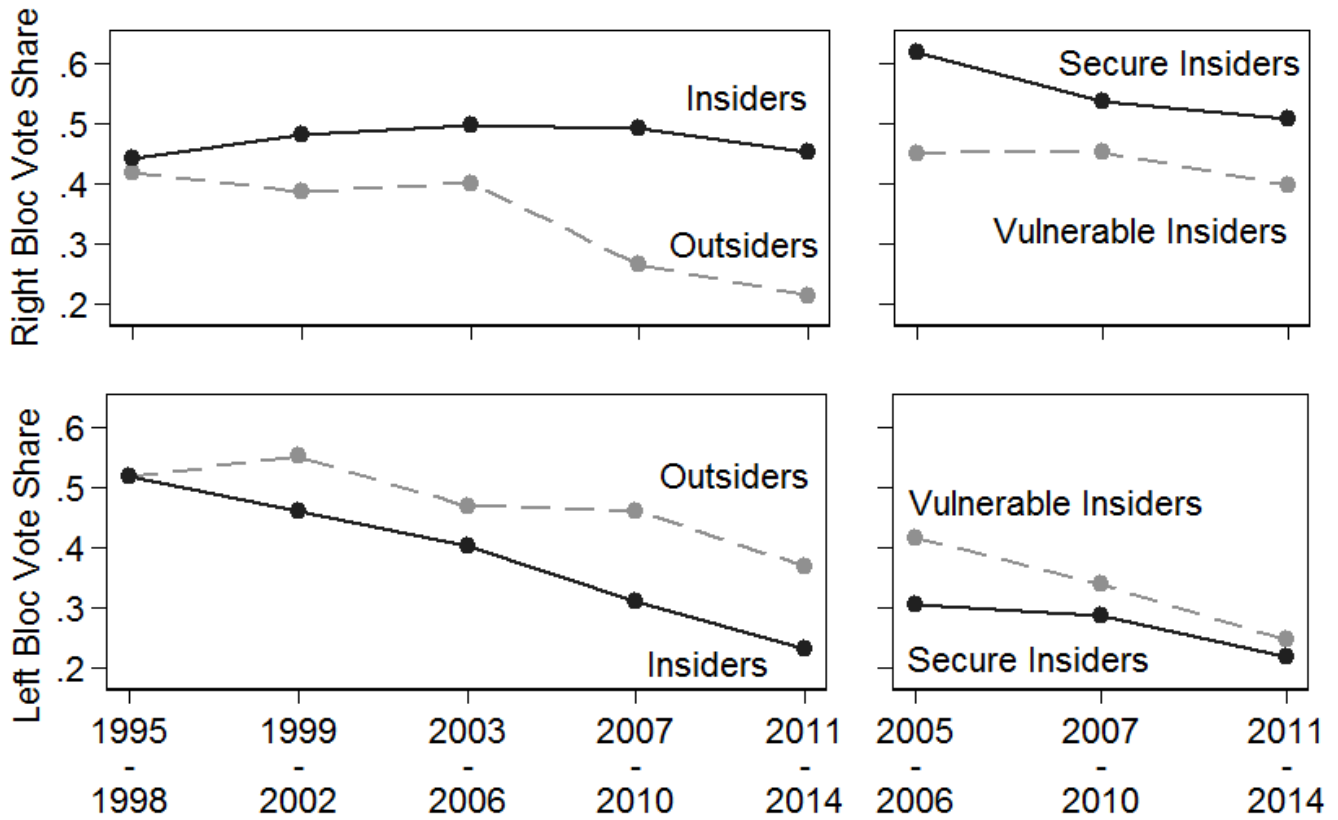 Right Bloc Vote Share
.6
.5
.4
.3
.2
Insiders
Outsiders
Secure Insiders
Vulnerable Insiders
Left Bloc Vote Share
.6
.5
.4
.3
.2
Outsiders
Insiders
Vulnerable Insiders
Secure Insiders
1995 - 1998
1999 - 2002
2003 - 2006
2007 - 2010
2011 - 2014
2005 - 2006
2007 - 2010
2011 - 2014